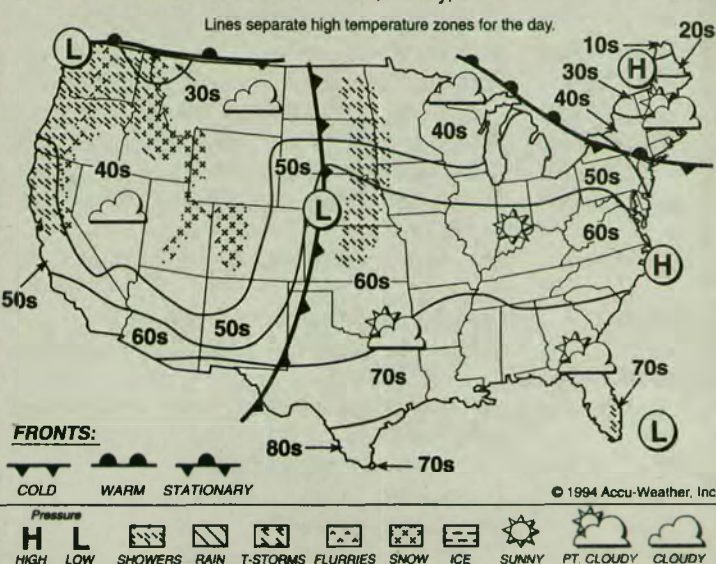 Lines separate high temperature zones for the day.
L
10s
20s
H
30s
30s
40s
40s
50s
40s
50s
L
60s
H
60s
50s
60s
50s
70s
70s
L
80s
70s
FRONTS:
COLD WARM STATIONARY
© 1994 Accu-Weather, Inc
Pressure
H L
HIGH LOW SHOWERS RAIN T-STORMS FLURRIES SNOW ICE SUNNY PT. CLOUDY CLOUDY